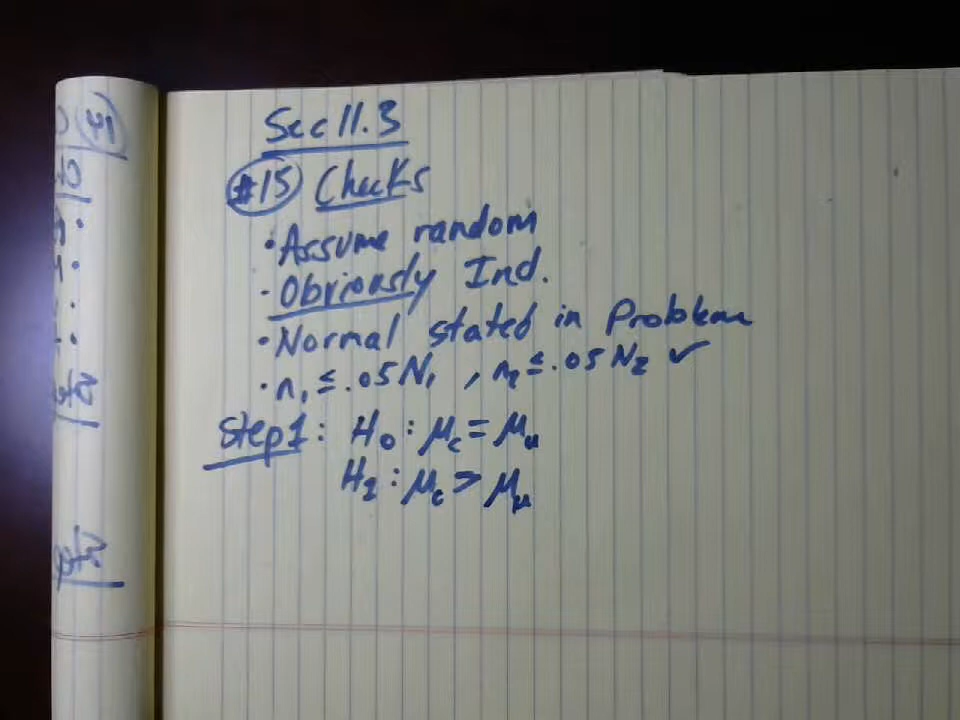 Sec 11.3
#15 Checks
• Assume random
• Obviously Ind.
• Normal stated in Problem
• n₁ ≤ .05N₁ , n₂ ≤ .05N₂ ✓
Step 1: H₀: μc = μu
H₁: μc > μu